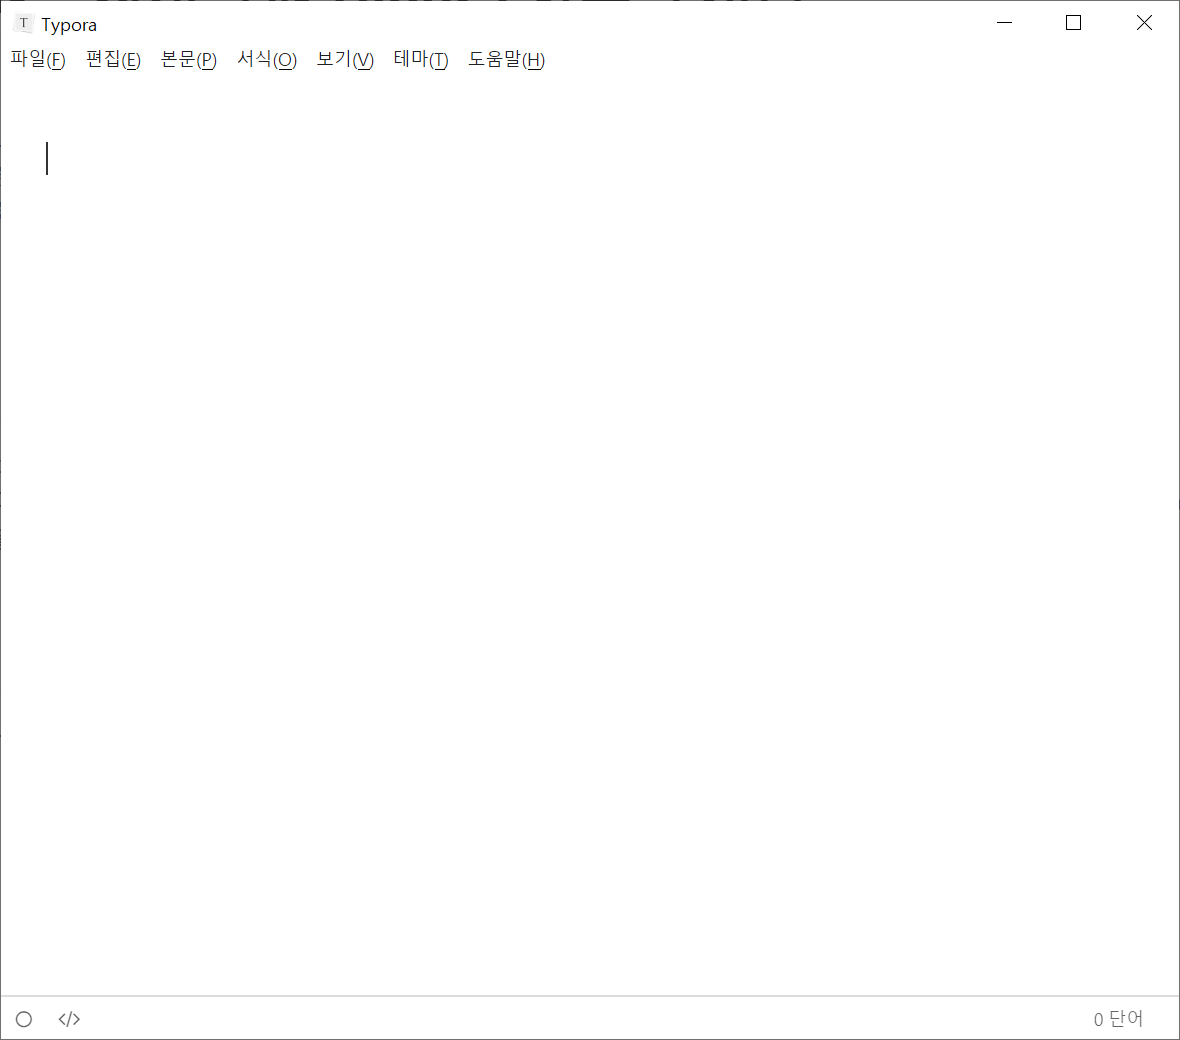 T Typora
파일(F) 편집(E) 본문(P) 서식(O) 보기(V) 테마(T) 도움말(H)
</> 0 단어